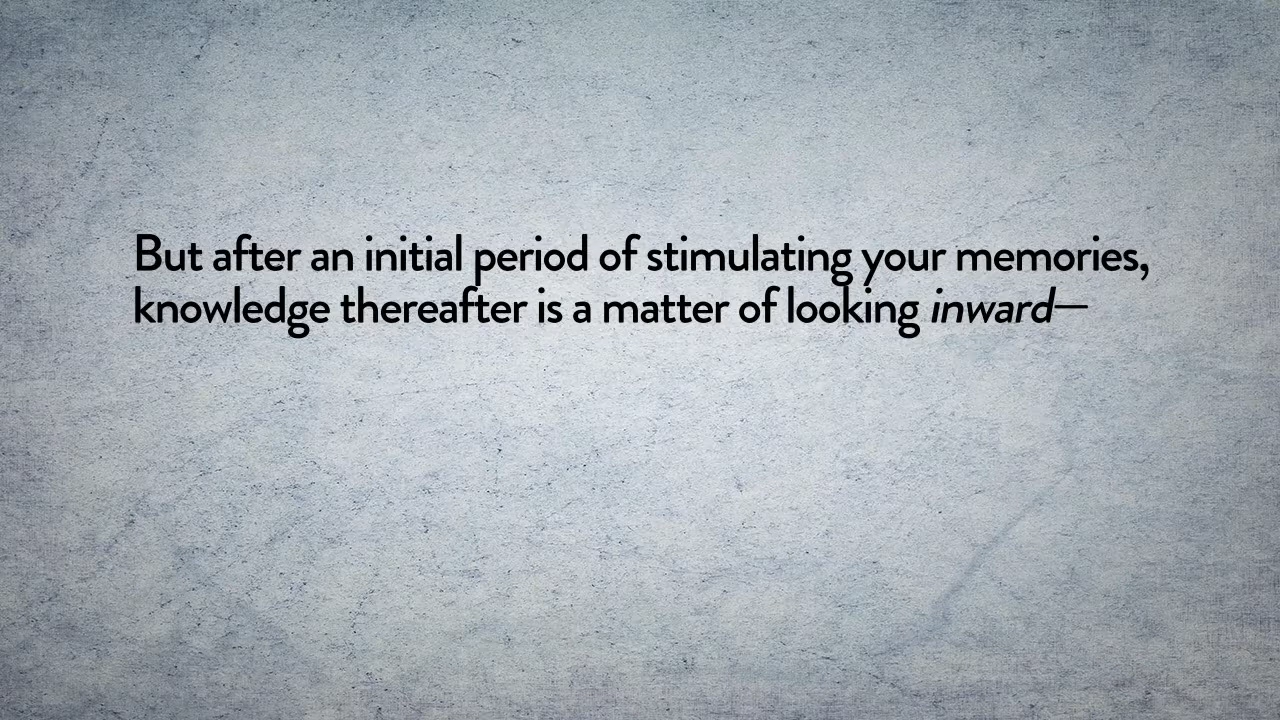 But after an initial period of stimulating your memories,
knowledge thereafter is a matter of looking inward—